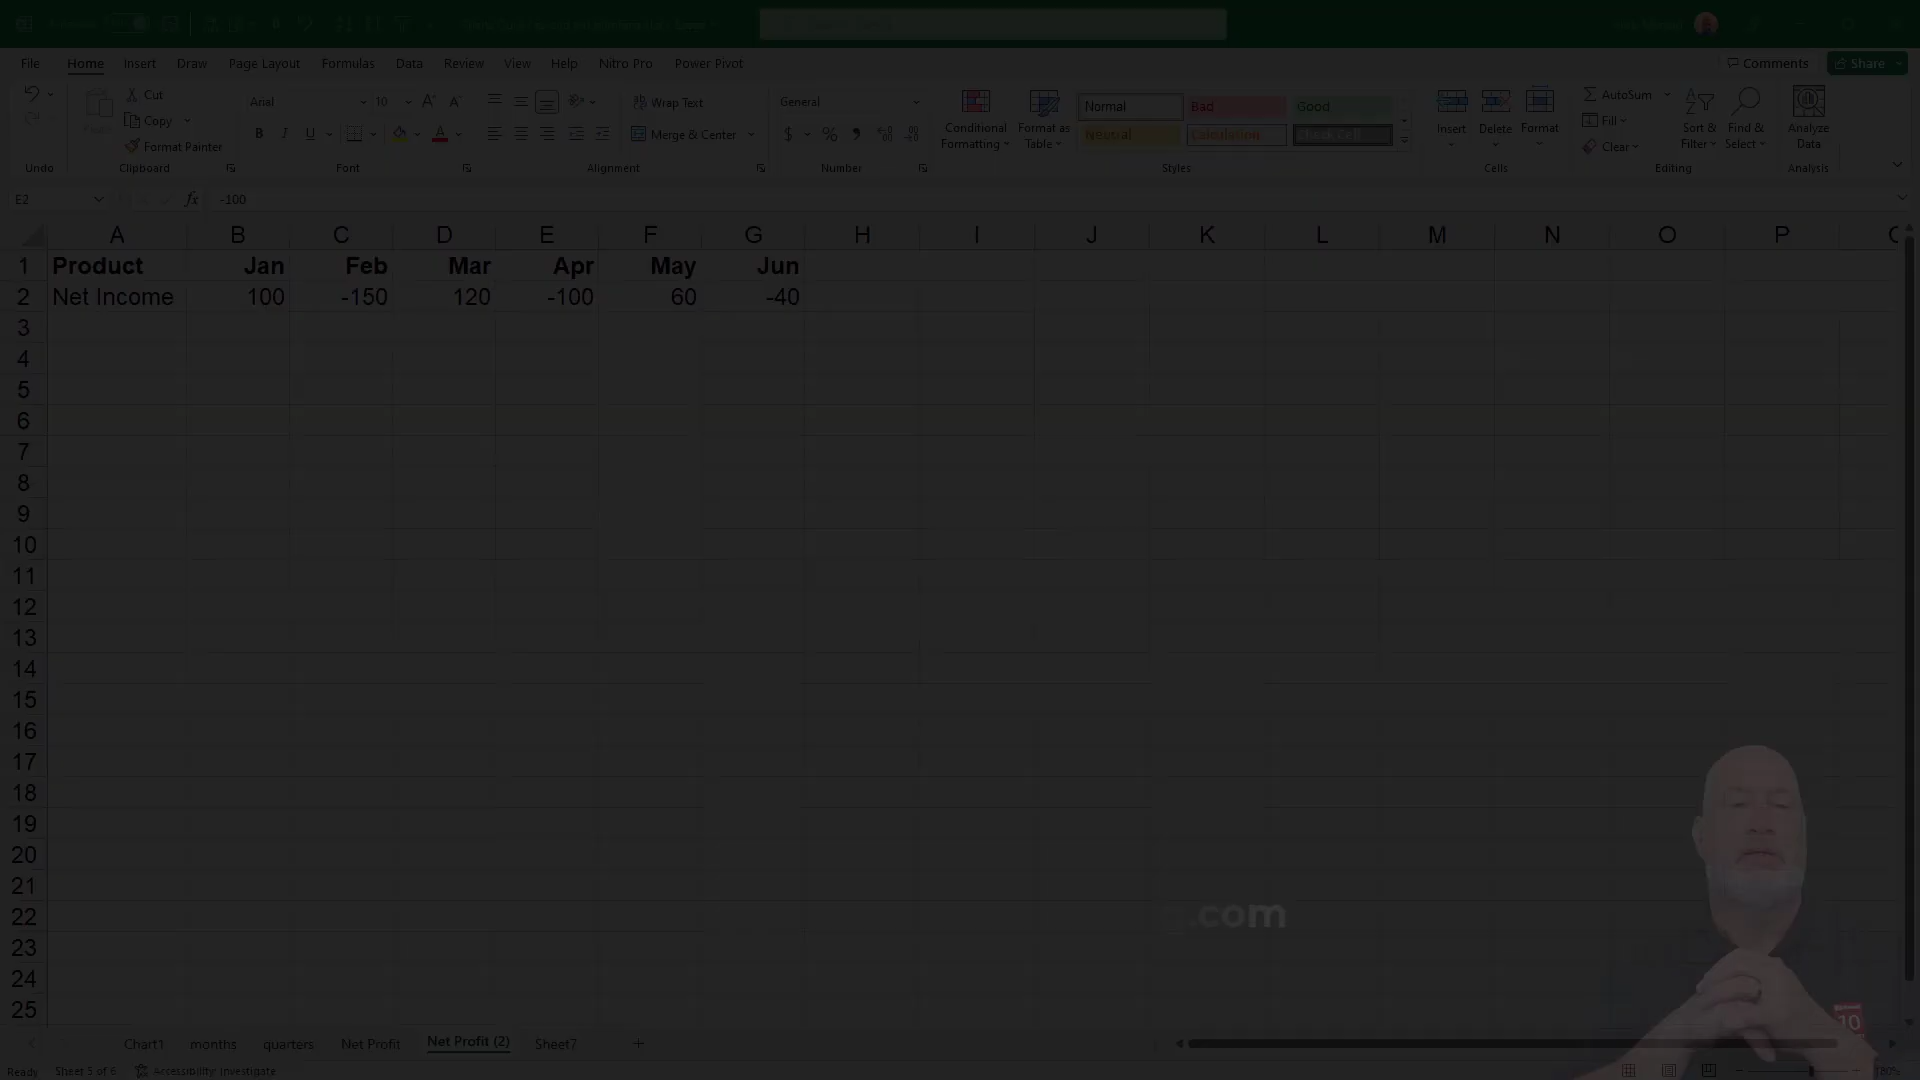 File Home Insert Draw Page Layout Formulas Data Review View Help Nitro Pro Power Pivot Comments Share
Cut
Copy
Format Painter
Undo Clipboard
Arial 10
B I U A
Font
Wrap Text
Merge & Center
Alignment
General
$ % 9
Number
Conditional Formatting
Format as Table
Normal Bad Good
Neutral Calculation Check Cell
Styles
Insert Delete Format
Cells
AutoSum
Fill
Clear
Sort & Filter
Find & Select
Editing
Analyze Data
Analysis
E2 fx -100
A B C D E F G H I J K L M N O P
1 Product Jan Feb Mar Apr May Jun
2 Net Income 100 -150 120 -100 60 -40
3
4
5
6
7
8
9
10
11
12
13
14
15
16
17
18
19
20
21
22
.com
23
24
25
10
Chart1 months quarters Net Profit Net Profit (2) Sheet7
Ready Sheet 5 of 6 Accessibility: Investigate 180%